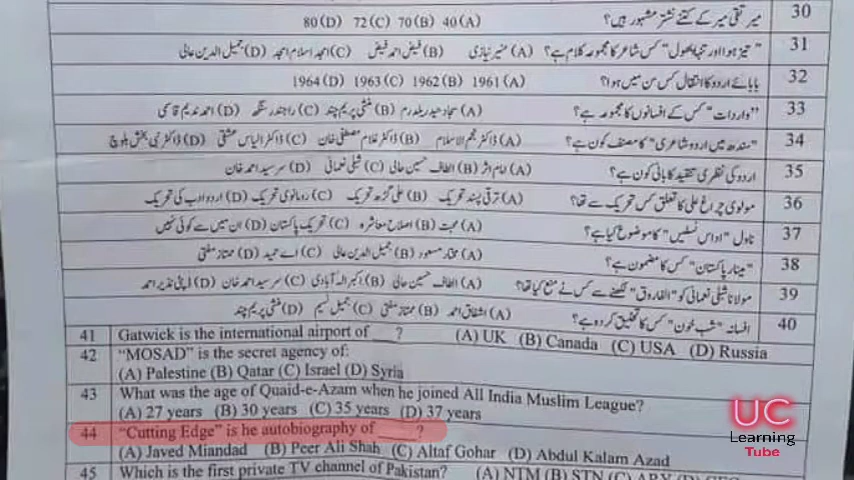 30 میر تقی میر کے کتنے نشتر مشہور ہیں؟ (A) 40 (B) 70 (C) 72 (D) 80
31 "تیز ہوا اور تنہا پھول" کس شاعر کا مجموعہ کلام ہے؟ (A) منیر نیازی (B) فیض احمد فیض (C) امجد اسلام امجد (D) جمیل الدین عالی
32 بابائے اردو کا انتقال کس سن میں ہوا؟ (A) 1961 (B) 1962 (C) 1963 (D) 1964
33 "واردات" کس کے افسانوں کا مجموعہ ہے؟ (A) سجاد حیدر یلدرم (B) منشی پریم چند (C) راجندر سنگھ (D) احمد ندیم قاسمی
34 "سندھ میں اردو شاعری" کا مصنف کون ہے؟ (A) ڈاکٹر نجم الاسلام (B) ڈاکٹر غلام مصطفی خان (C) ڈاکٹر الیاس عشقی (D) ڈاکٹر نبی بخش بلوچ
35 اردو کی نظری تنقید کا بانی کون ہے؟ (A) امام اثر (B) الطاف حسین حالی (C) شبلی نعمانی (D) سر سید احمد خان
36 مولوی چراغ علی کا تعلق کس تحریک سے تھا؟ (A) ترقی پسند تحریک (B) علی گڑھ تحریک (C) رومانوی تحریک (D) اردو ادب کی تحریک
37 ناول "اداس نسلیں" کا موضوع کیا ہے؟ (A) محبت (B) اصلاح معاشرہ (C) تحریک پاکستان (D) ان میں سے کوئی نہیں
38 "مینار پاکستان" کس کا مضمون ہے؟ (A) مختار مسعود (B) جمیل الدین عالی (C) اے حمید (D) ممتاز مفتی
39 مولانا شبلی نعمانی کو "الفاروق" لکھنے سے کس نے منع کیا تھا؟ (A) الطاف حسین حالی (B) اکبر الہ آبادی (C) سر سید احمد خان (D) ڈپٹی نذیر احمد
40 افسانہ "شب خون" کس کا تخلیق کردہ ہے؟ (A) اشفاق احمد (B) ممتاز مفتی (C) جمیل نسیم (D) منشی پریم چند
41 Gatwick is the international airport of ___? (A) UK (B) Canada (C) USA (D) Russia
42 "MOSAD" is the secret agency of:
(A) Palestine (B) Qatar (C) Israel (D) Syria
43 What was the age of Quaid-e-Azam when he joined All India Muslim League?
(A) 27 years (B) 30 years (C) 35 years (D) 37 years
44 "Cutting Edge" is he autobiography of ____?
(A) Javed Miandad (B) Peer Ali Shah (C) Altaf Gohar (D) Abdul Kalam Azad
45 Which is the first private TV channel of Pakistan? (A) NTM (B) STN (C) ARY (D) GEO
UC
Learning
Tube